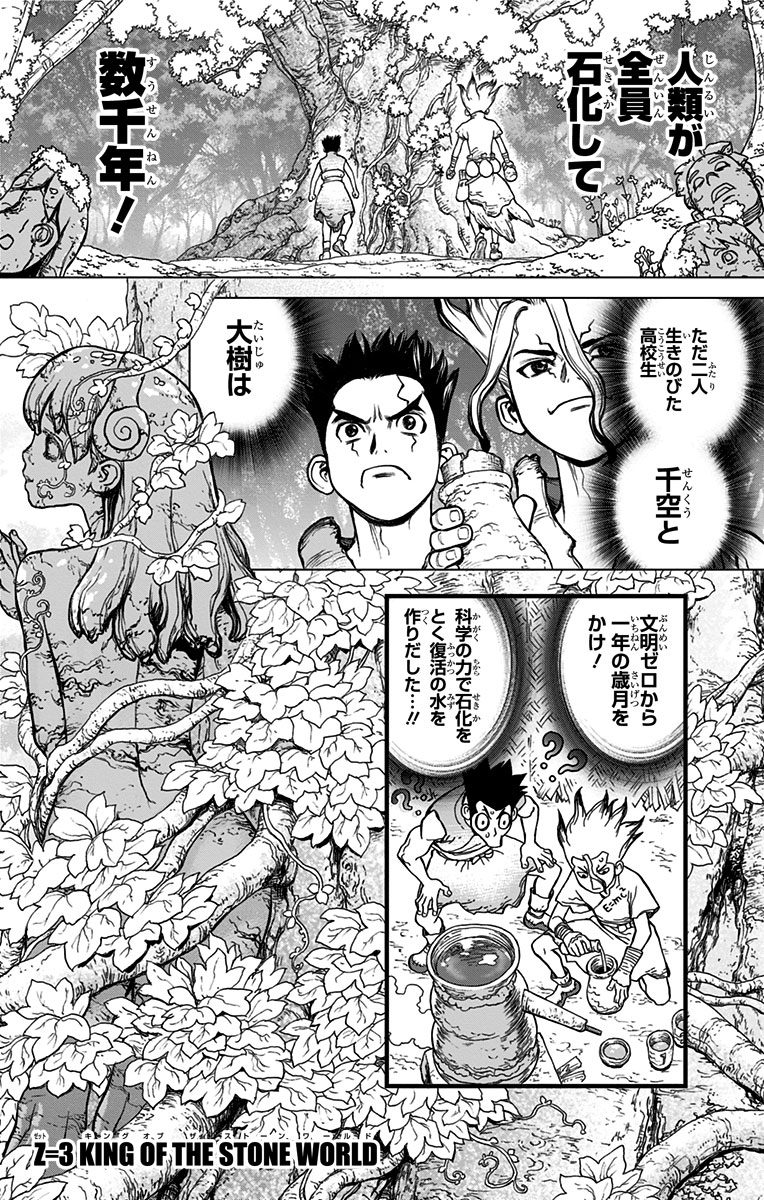 人類が
全員
石化して
数千年！
ただ二人
生きのびた
高校生
千空と
大樹は
文明ゼロから
一年の歳月を
かけ！
科学の力で石化を
とく復活の水を
作りだした…!!
??
??
E=mc²
Z=3 KING OF THE STONE WORLD